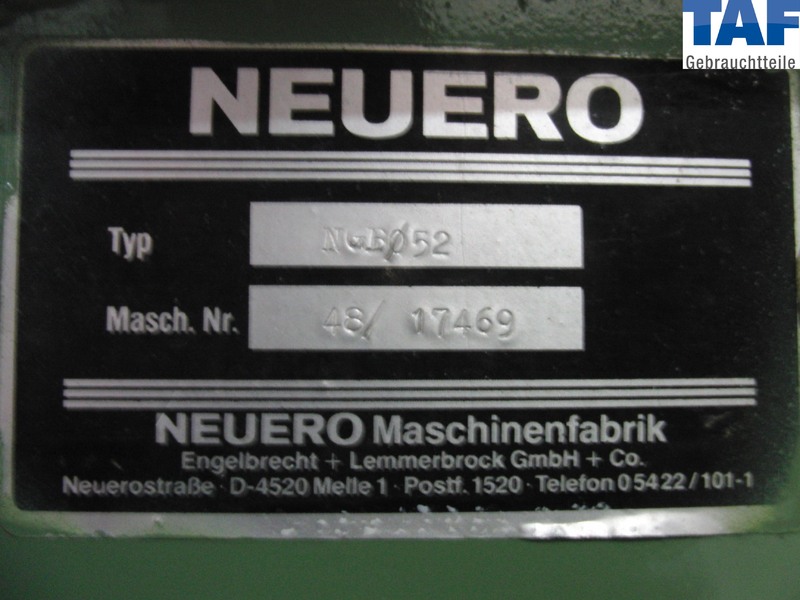 TAF
Gebrauchtteile
NEUERO
Typ
Masch. Nr. 48/ 17469
NEUERO Maschinenfabrik
Engelbrecht + Lemmerbrock GmbH + Co.
Neuerostraße · D-4520 Melle 1 · Postf. 1520 · Telefon 05422/101-1